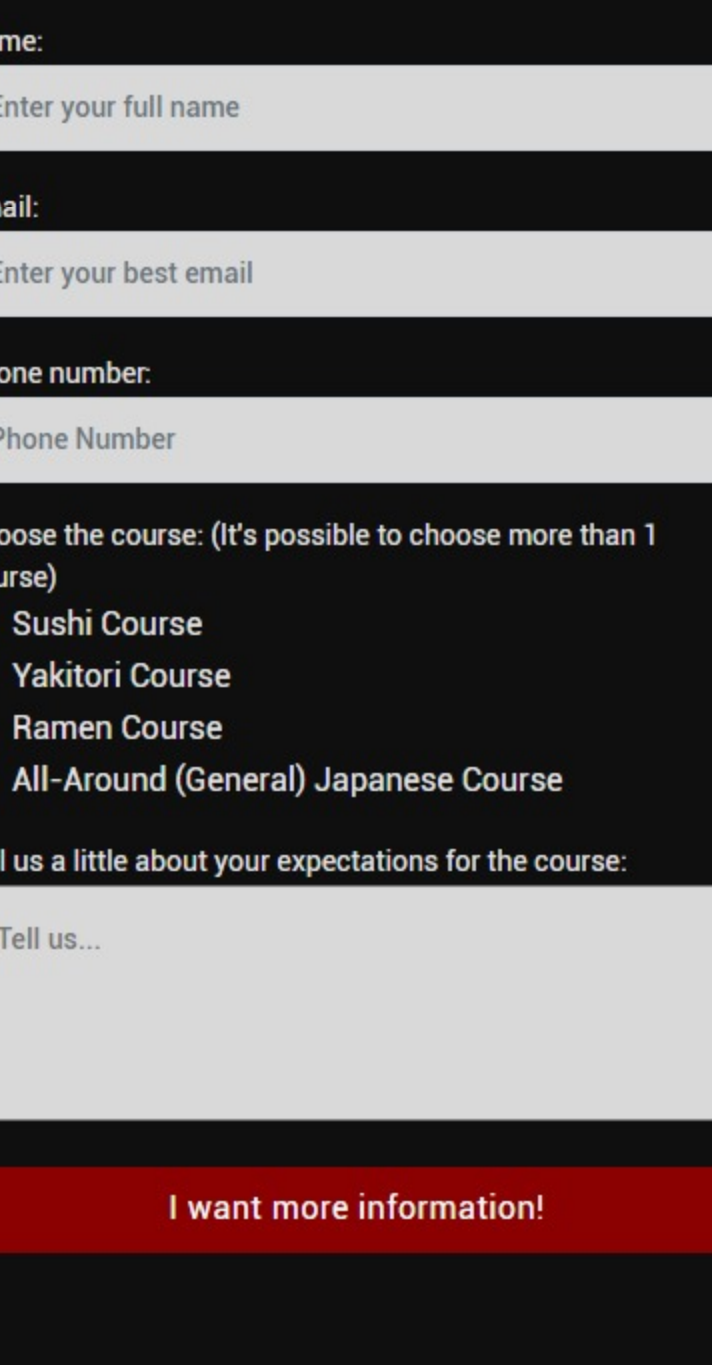 me:
Enter your full name
ail:
Enter your best email
one number:
Phone Number
oose the course: (It's possible to choose more than 1
urse)
Sushi Course
Yakitori Course
Ramen Course
All-Around (General) Japanese Course
l us a little about your expectations for the course:
Tell us...
I want more information!